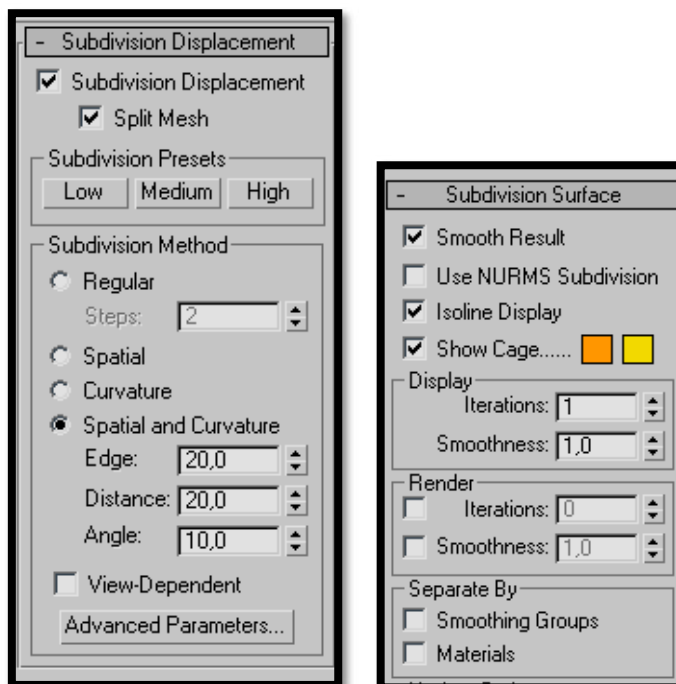 - Subdivision Displacement
Subdivision Displacement
Split Mesh
Subdivision Presets
Low Medium High
Subdivision Method
Regular
Steps: 2
Spatial
Curvature
Spatial and Curvature
Edge: 20,0
Distance: 20,0
Angle: 10,0
View-Dependent
Advanced Parameters...
- Subdivision Surface
Smooth Result
Use NURMS Subdivision
Isoline Display
Show Cage......
Display
Iterations: 1
Smoothness: 1,0
Render
Iterations: 0
Smoothness: 1,0
Separate By
Smoothing Groups
Materials